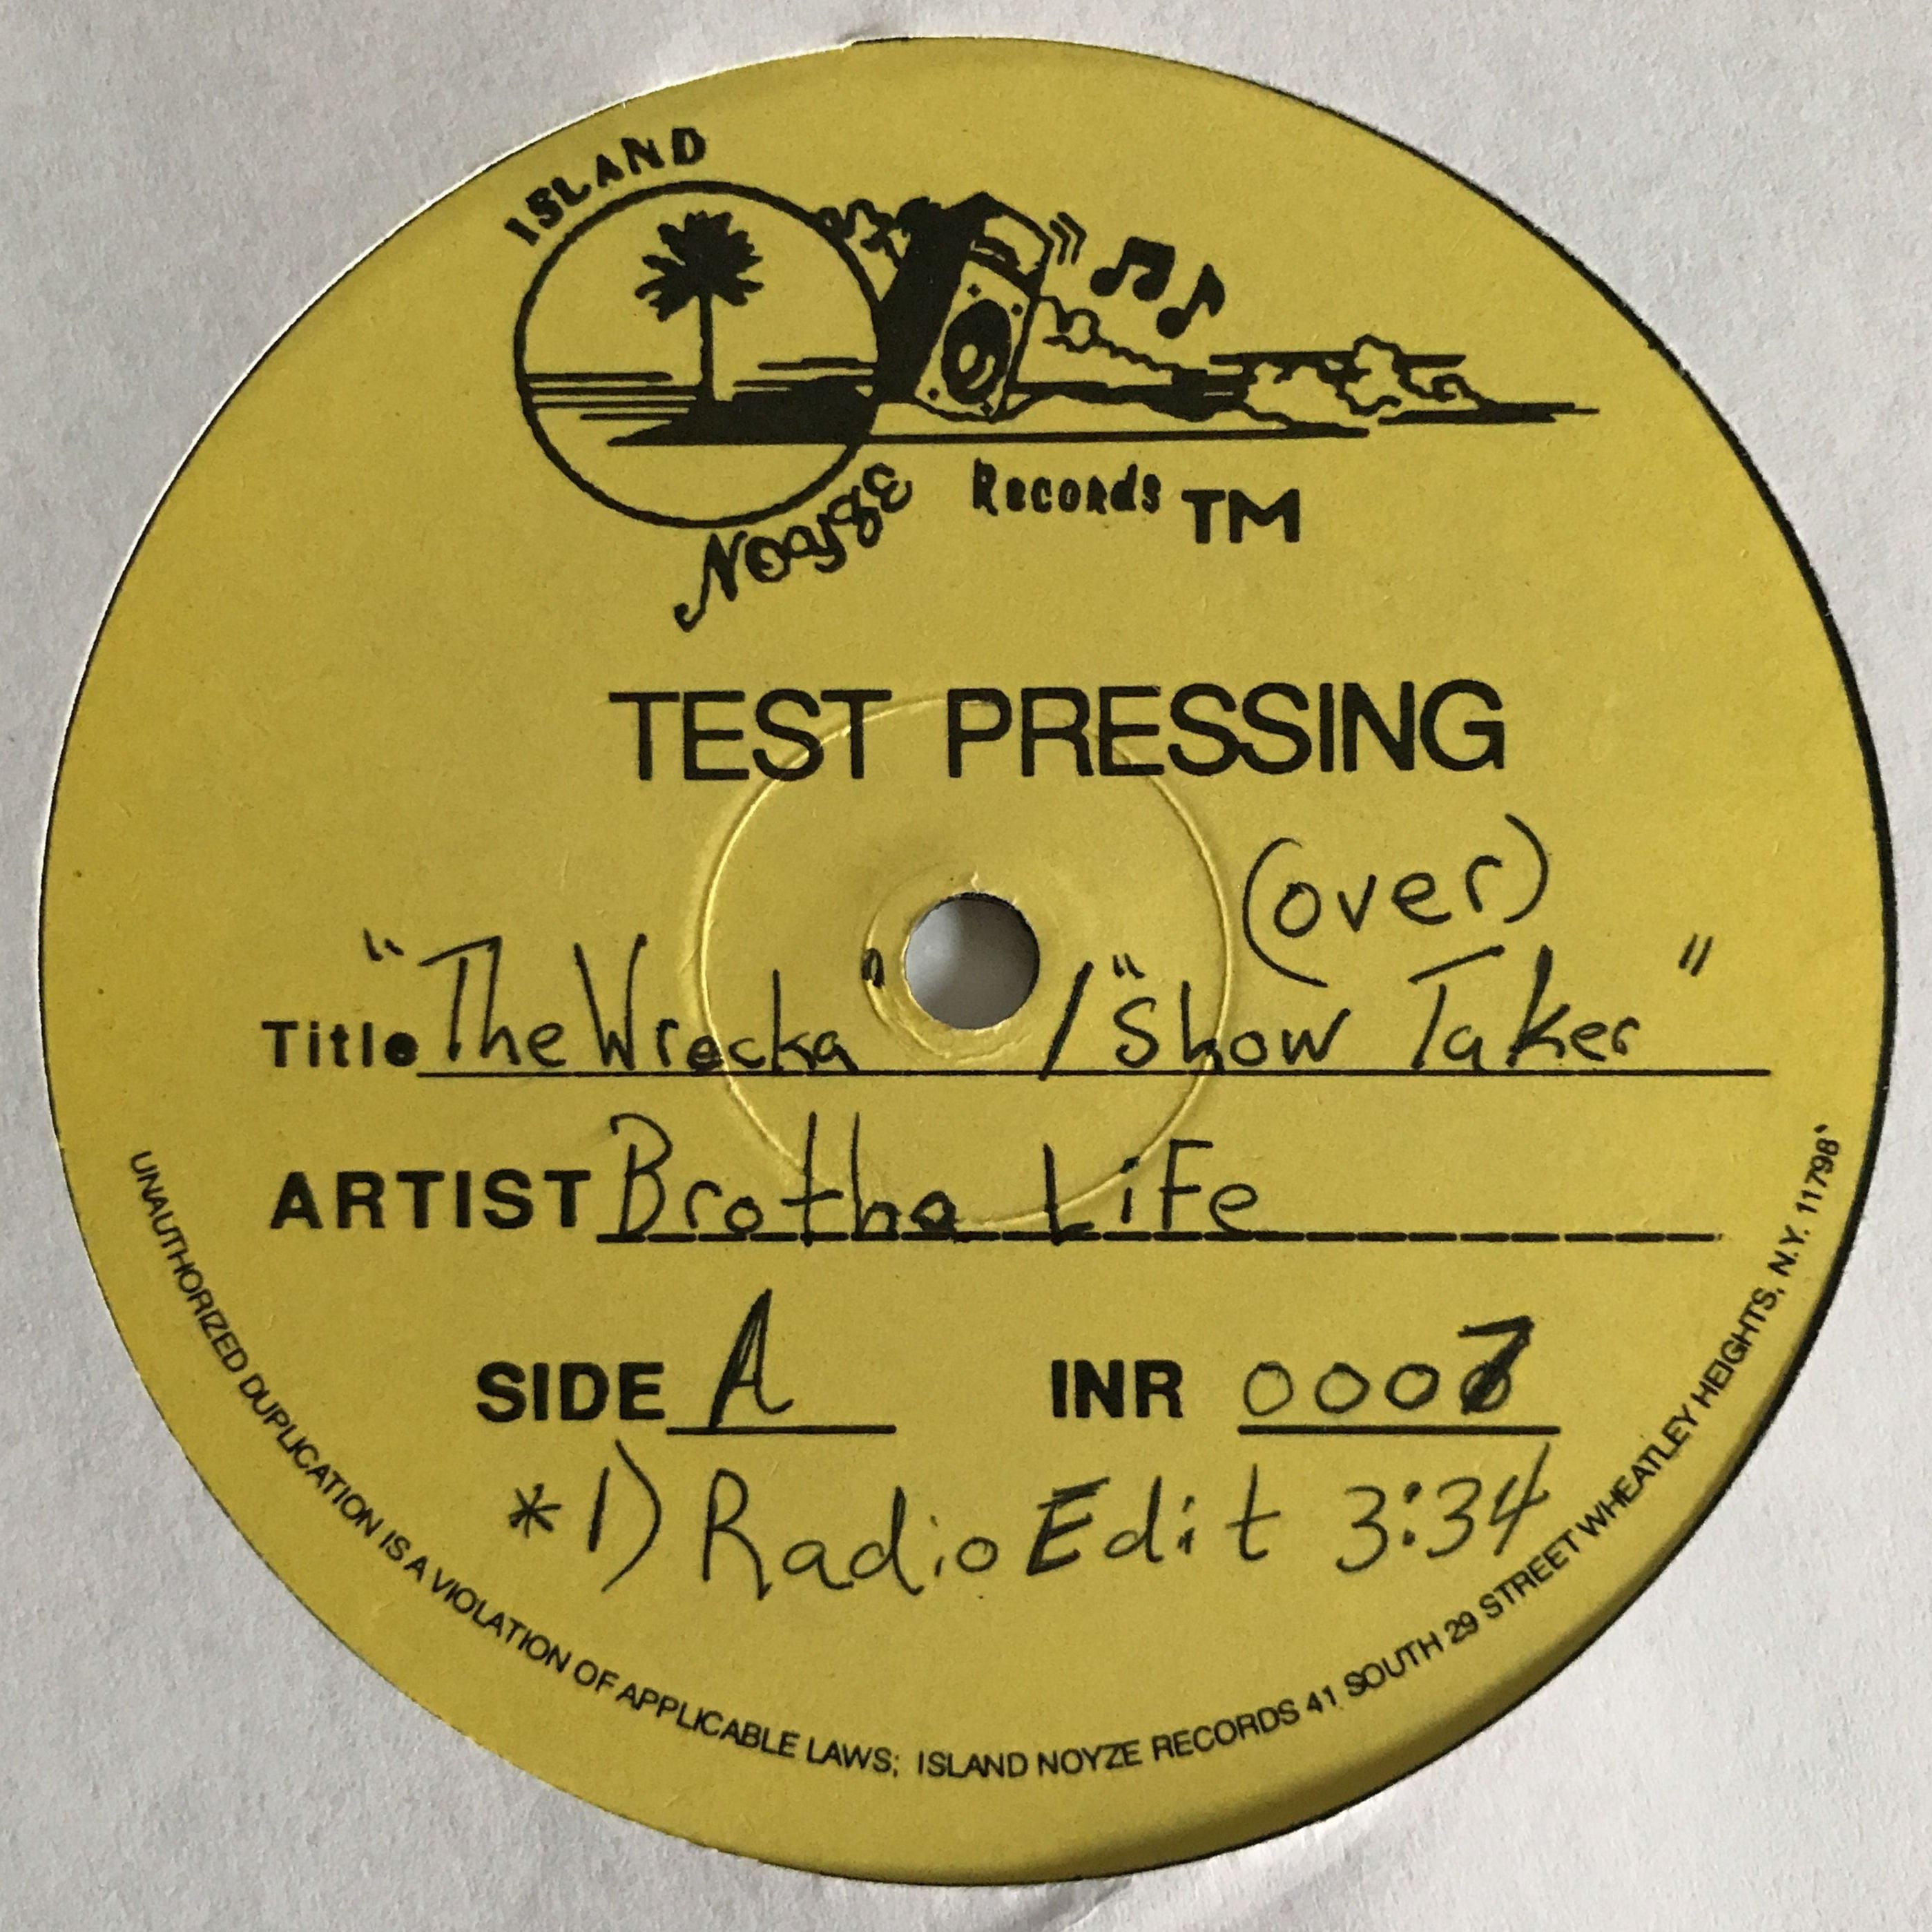 ISLAND
NOYZE Records TM
TEST PRESSING
(over)
Title "The Wrecka" / "Show Taker"
ARTIST Brotha LiFe
SIDE A INR 0007
*1) Radio Edit 3:34
UNAUTHORIZED DUPLICATION IS A VIOLATION OF APPLICABLE LAWS; ISLAND NOYZE RECORDS 41 SOUTH 29 STREET WHEATLEY HEIGHTS, N.Y. 11798